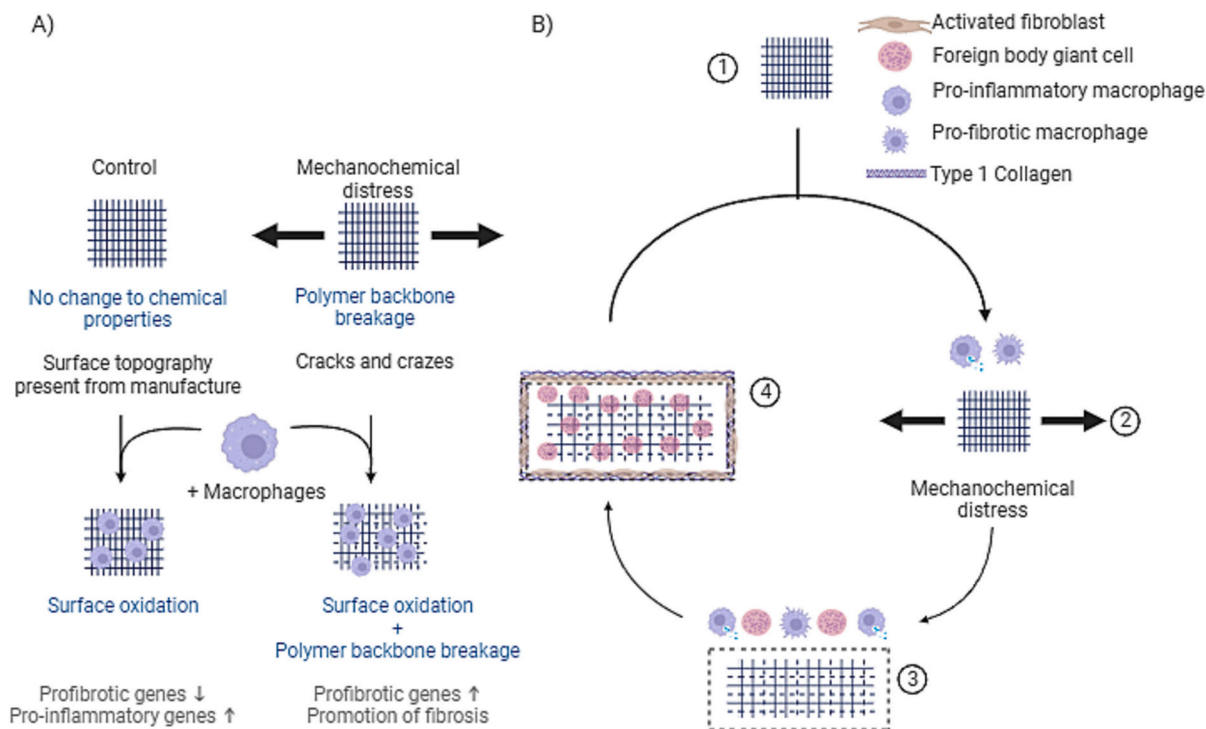 A)
Control
Mechanochemical
distress
No change to chemical
properties
Polymer backbone
breakage
Surface topography
present from manufacture
Cracks and crazes
+ Macrophages
Surface oxidation
Surface oxidation
+
Polymer backbone breakage
Profibrotic genes ↓
Pro-inflammatory genes ↑
Profibrotic genes ↑
Promotion of fibrosis
B)
1
Activated fibroblast
Foreign body giant cell
Pro-inflammatory macrophage
Pro-fibrotic macrophage
Type 1 Collagen
2
Mechanochemical
distress
3
4